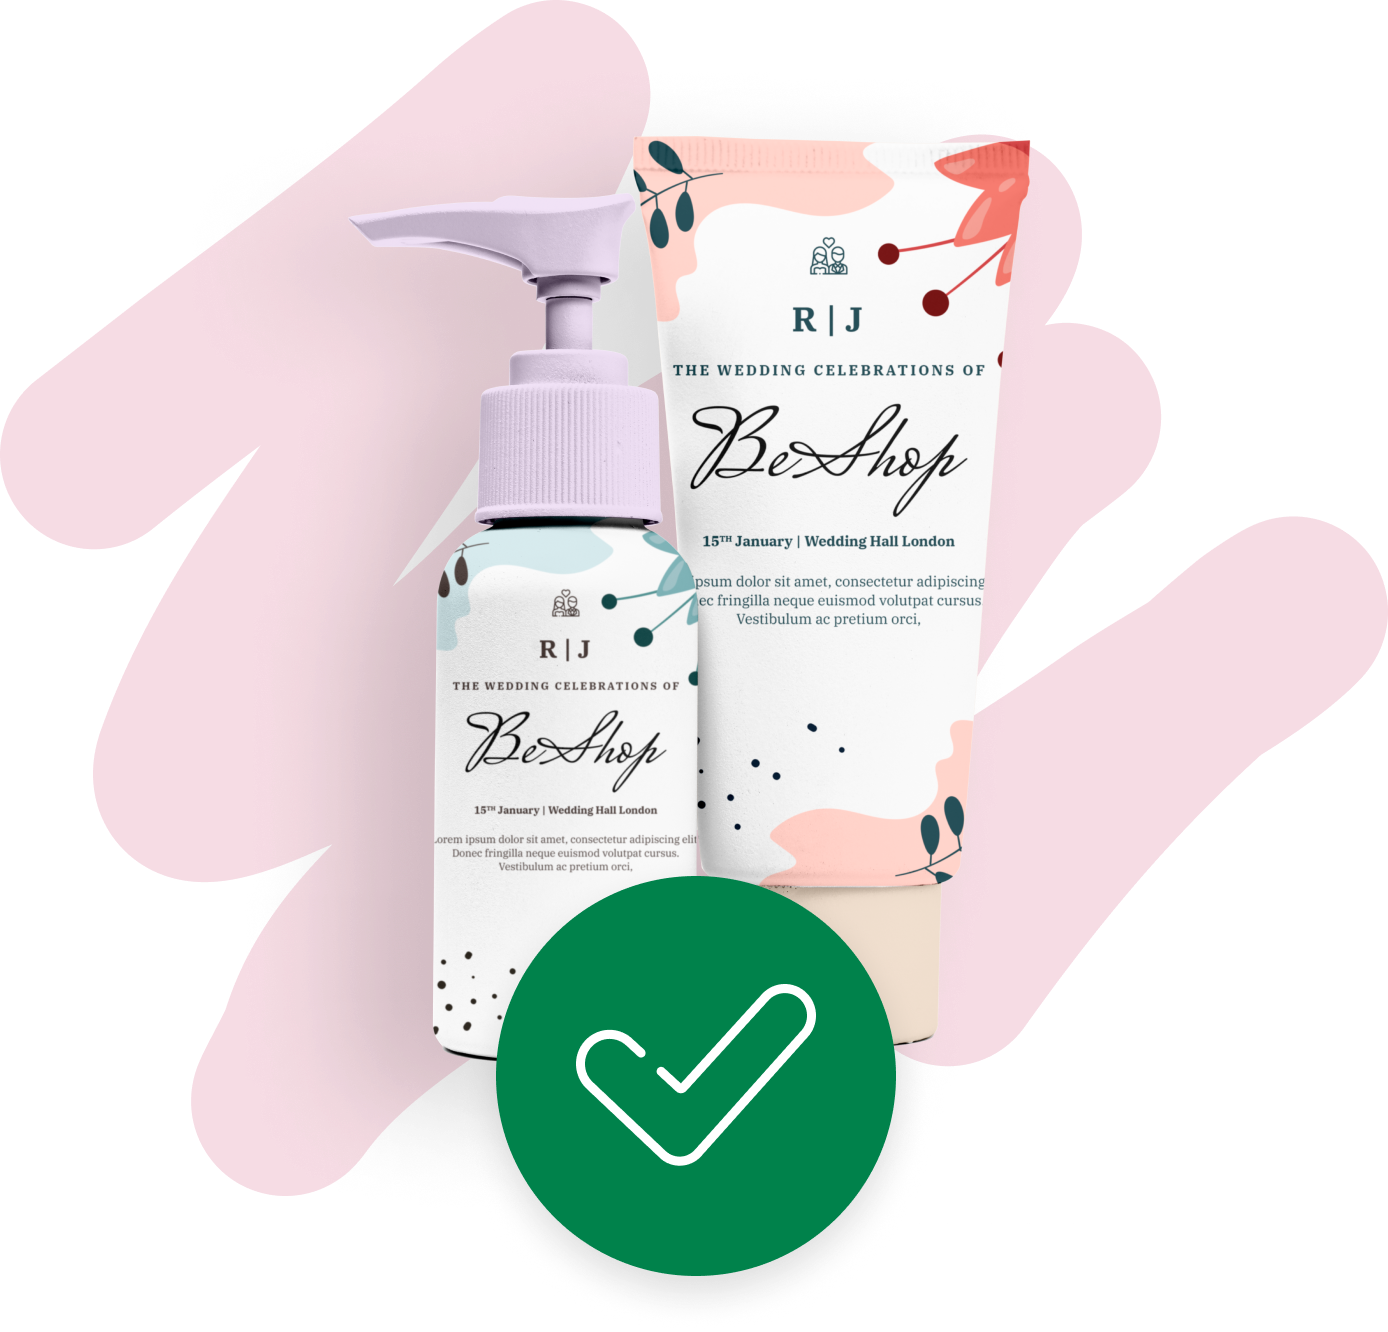 R | J
THE WEDDING CELEBRATIONS OF
BeShop
15TH January | Wedding Hall London
ipsum dolor sit amet, consectetur adipiscing
ec fringilla neque euismod volutpat cursus.
Vestibulum ac pretium orci,
R | J
THE WEDDING CELEBRATIONS OF
BeShop
15TH January | Wedding Hall London
orem ipsum dolor sit amet, consectetur adipiscing elit
Donec fringilla neque euismod volutpat cursus.
Vestibulum ac pretium orci,